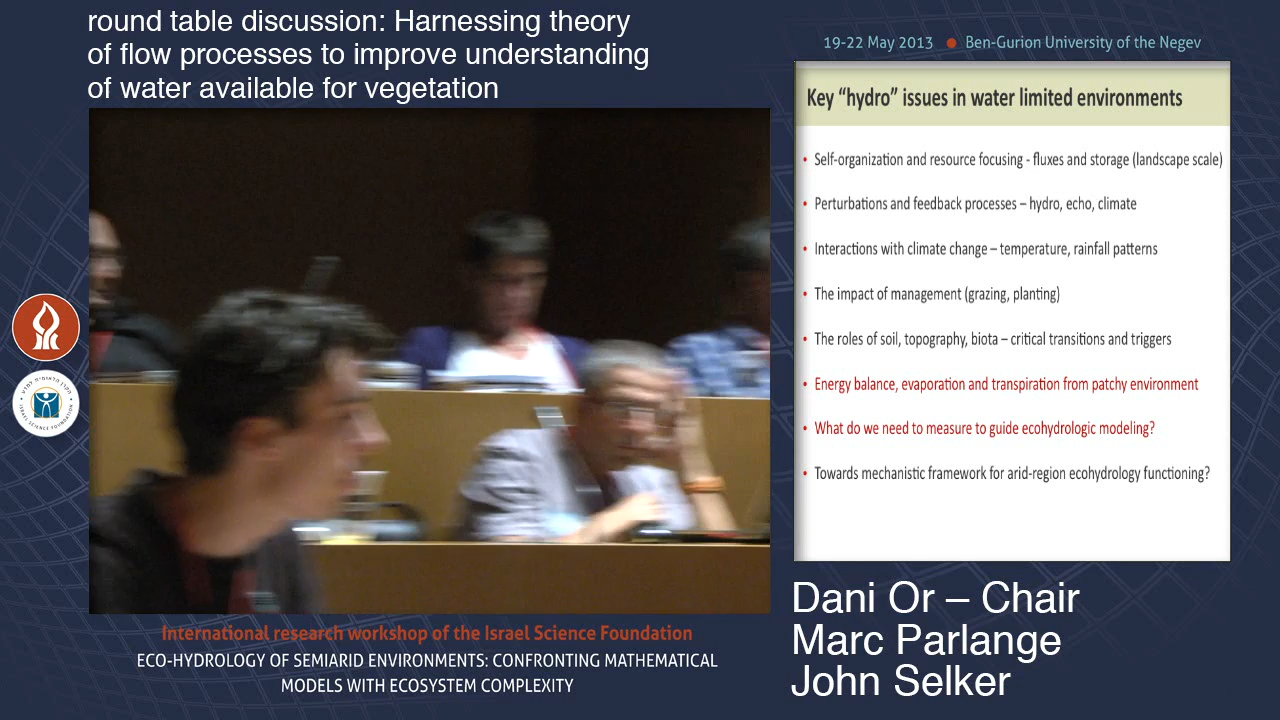 round table discussion: Harnessing theory
of flow processes to improve understanding
of water available for vegetation
19-22 May 2013 ● Ben-Gurion University of the Negev
Key “hydro” issues in water limited environments
• Self-organization and resource focusing - fluxes and storage (landscape scale)
• Perturbations and feedback processes – hydro, echo, climate
• Interactions with climate change – temperature, rainfall patterns
• The impact of management (grazing, planting)
• The roles of soil, topography, biota – critical transitions and triggers
• Energy balance, evaporation and transpiration from patchy environment
• What do we need to measure to guide ecohydrologic modeling?
• Towards mechanistic framework for arid-region ecohydrology functioning?
ISRAEL SCIENCE FOUNDATION
Dani Or – Chair
Marc Parlange
John Selker
International research workshop of the Israel Science Foundation
ECO-HYDROLOGY OF SEMIARID ENVIRONMENTS: CONFRONTING MATHEMATICAL
MODELS WITH ECOSYSTEM COMPLEXITY